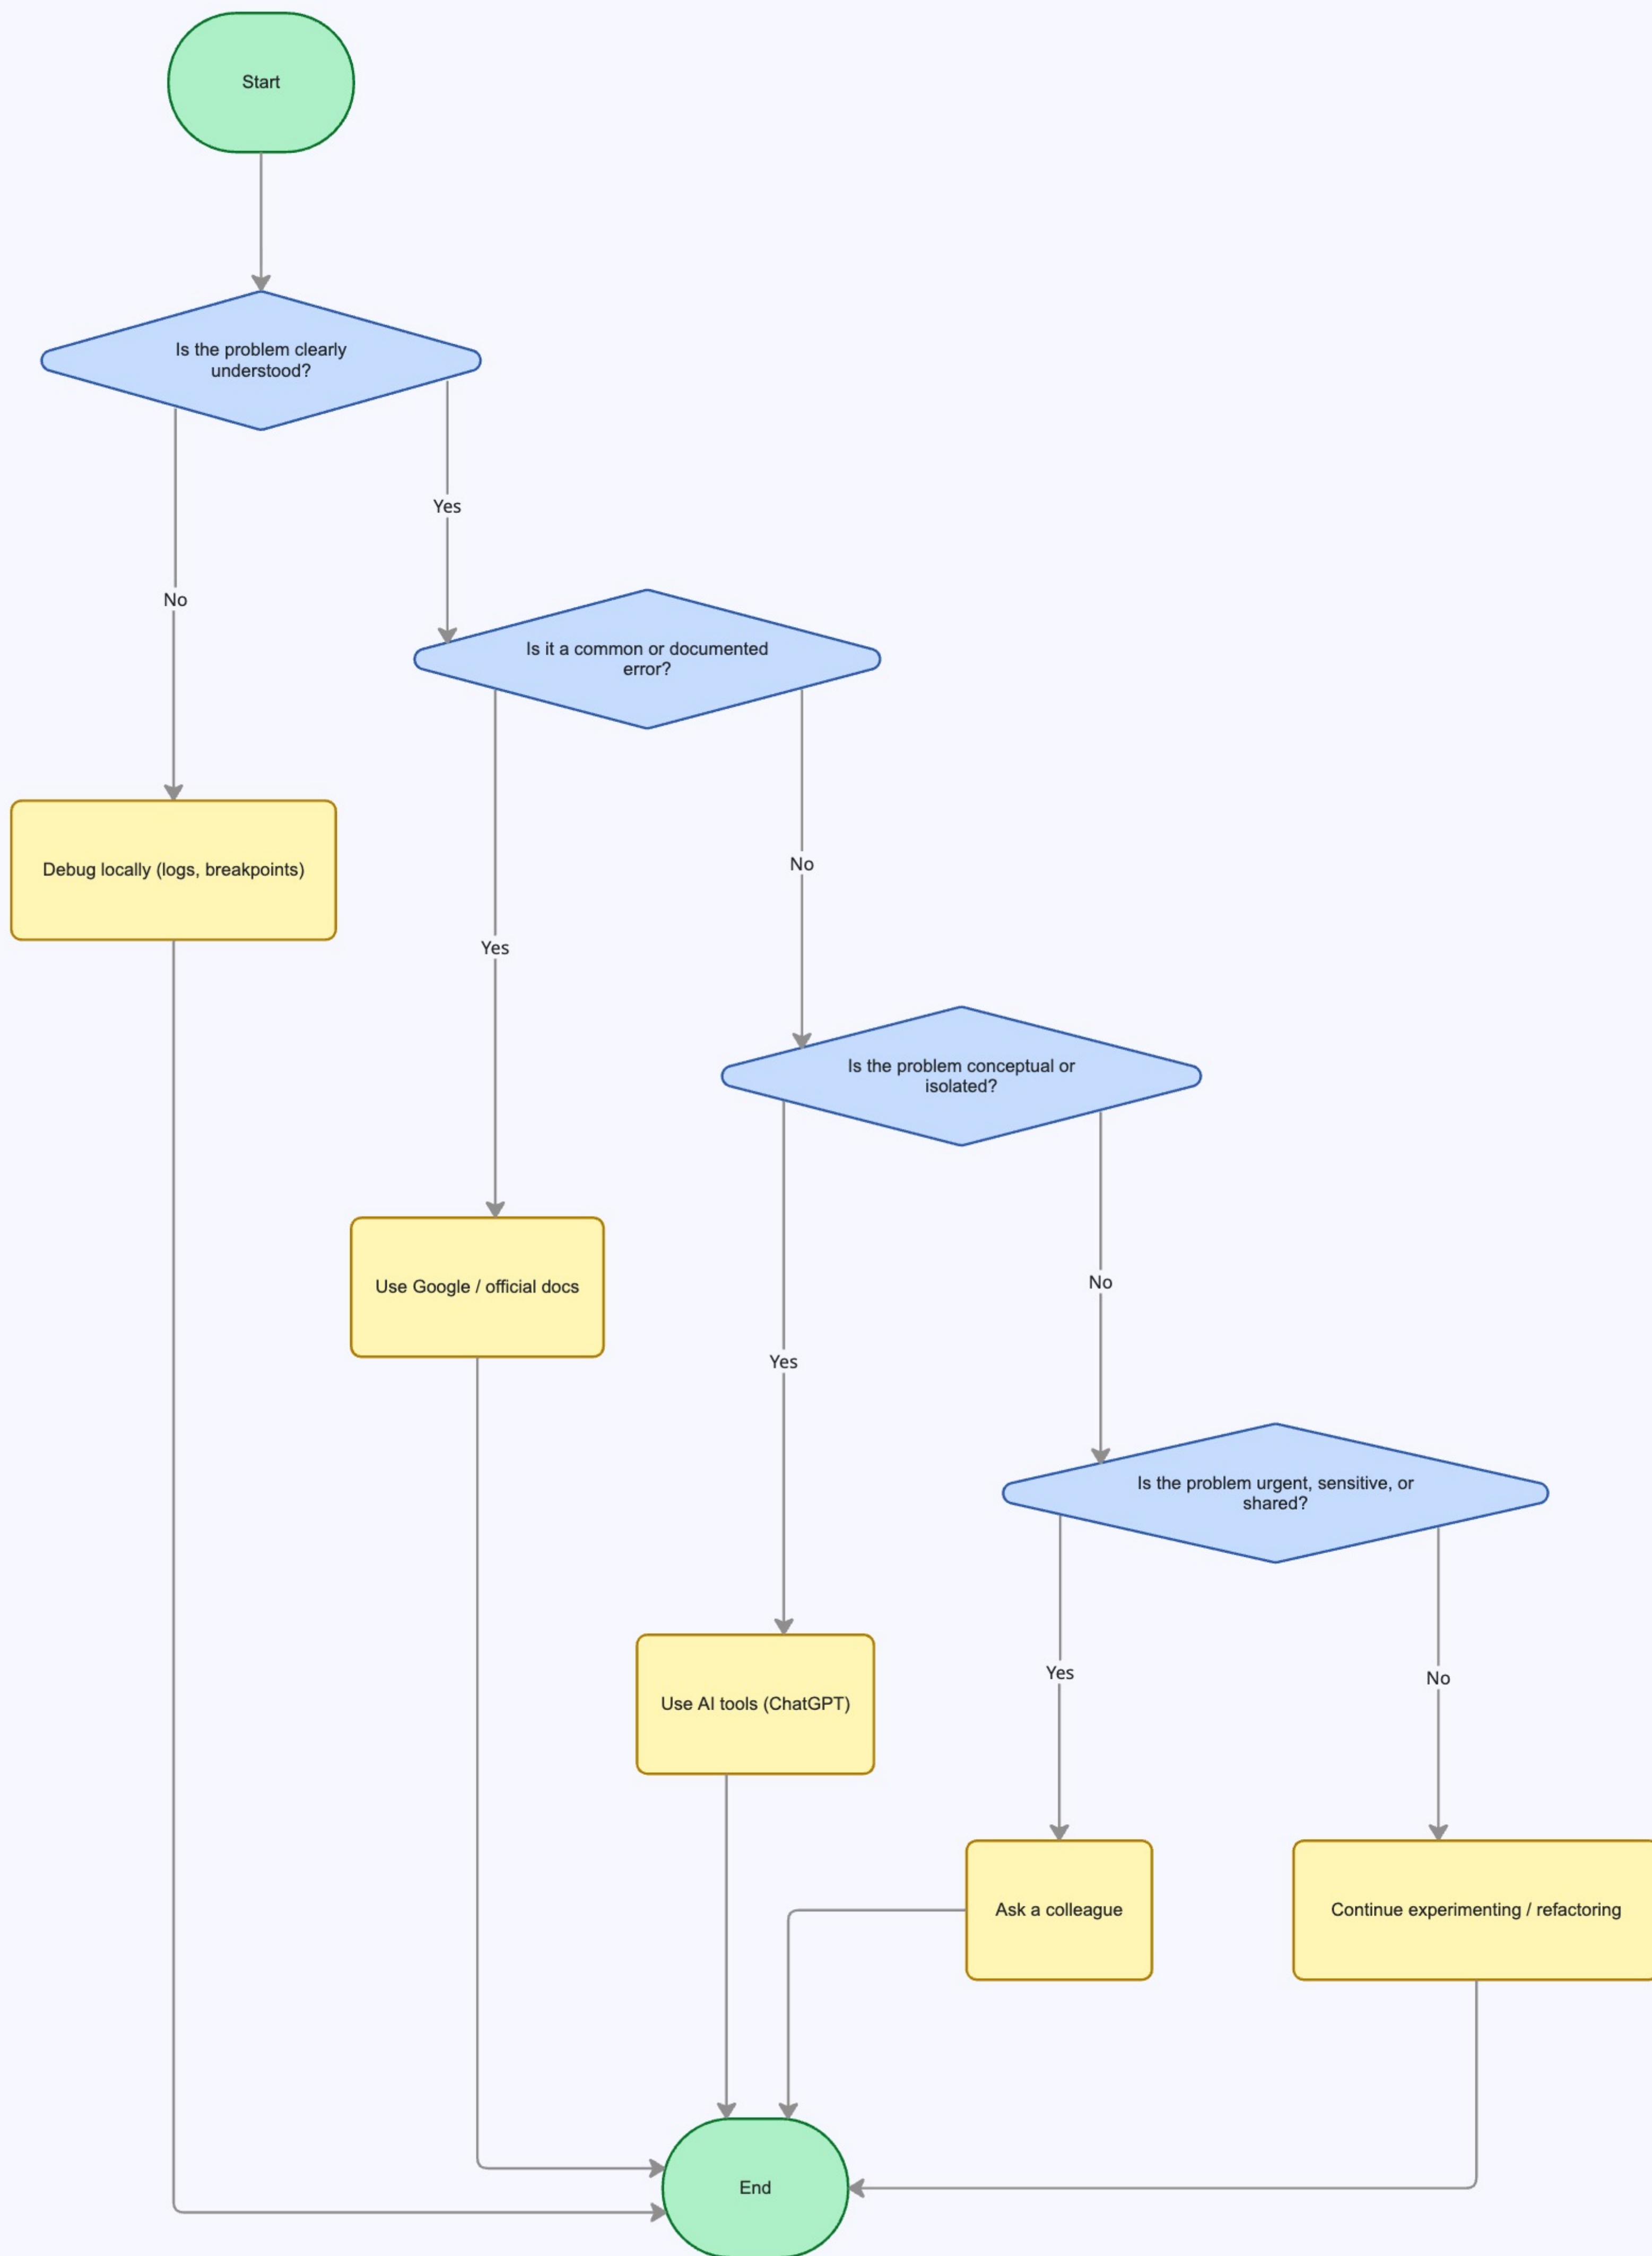 Start
Is the problem clearly
understood?
Yes
No
Is it a common or documented
error?
No
Debug locally (logs, breakpoints)
Yes
Is the problem conceptual or
isolated?
Use Google / official docs
No
Yes
Is the problem urgent, sensitive, or
shared?
Yes
No
Use AI tools (ChatGPT)
Ask a colleague
Continue experimenting / refactoring
End